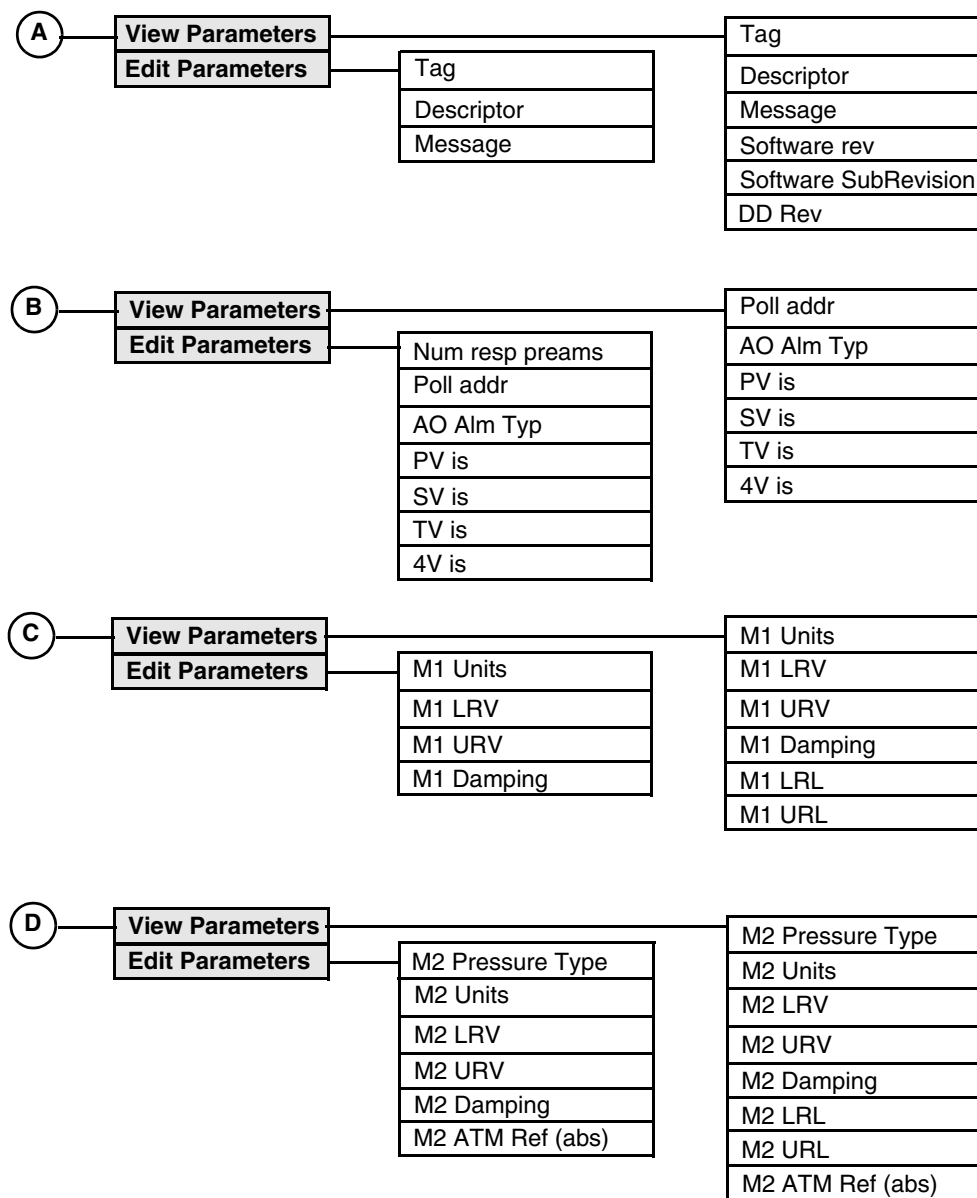 A
View Parameters
Edit Parameters
Tag
Descriptor
Message
Tag
Descriptor
Message
Software rev
Software SubRevision
DD Rev
B
View Parameters
Edit Parameters
Num resp preams
Poll addr
AO Alm Typ
PV is
SV is
TV is
4V is
Poll addr
AO Alm Typ
PV is
SV is
TV is
4V is
C
View Parameters
Edit Parameters
M1 Units
M1 LRV
M1 URV
M1 Damping
M1 Units
M1 LRV
M1 URV
M1 Damping
M1 LRL
M1 URL
D
View Parameters
Edit Parameters
M2 Pressure Type
M2 Units
M2 LRV
M2 URV
M2 Damping
M2 ATM Ref (abs)
M2 Pressure Type
M2 Units
M2 LRV
M2 URV
M2 Damping
M2 LRL
M2 URL
M2 ATM Ref (abs)